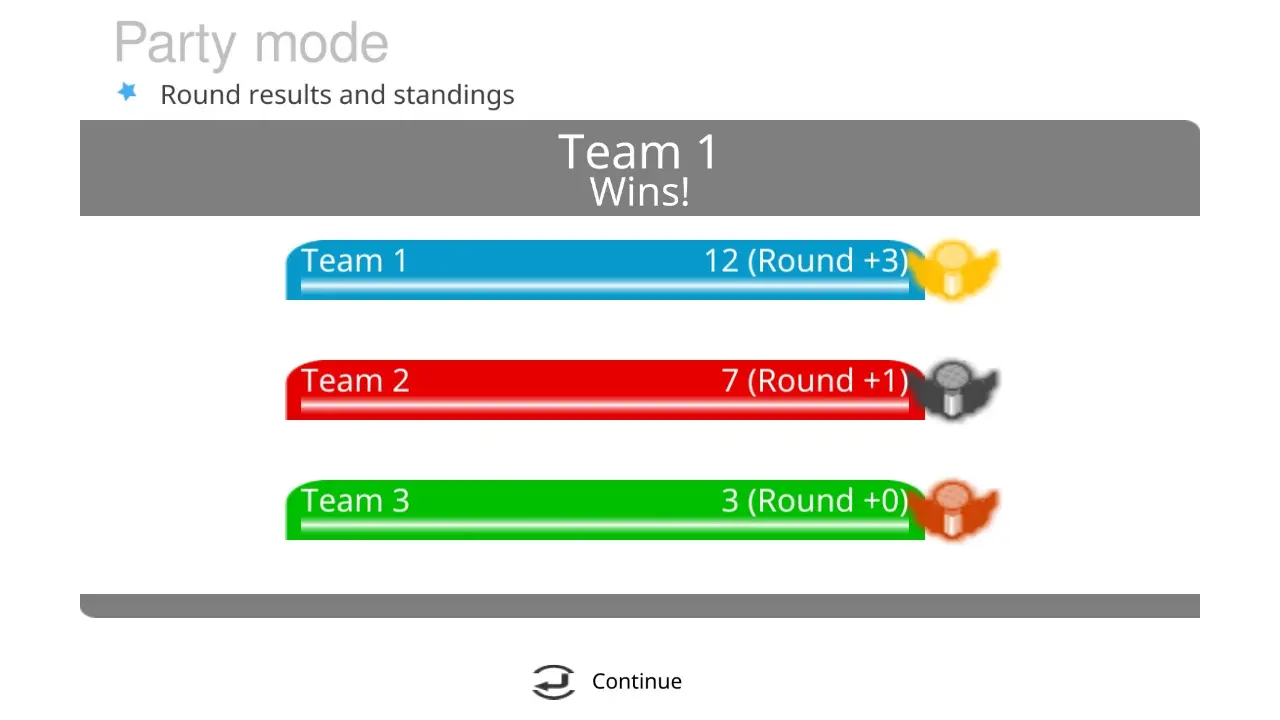 Party mode
Round results and standings
Team 1
Wins!
Team 1 12 (Round +3)
Team 2 7 (Round +1)
Team 3 3 (Round +0)
Continue